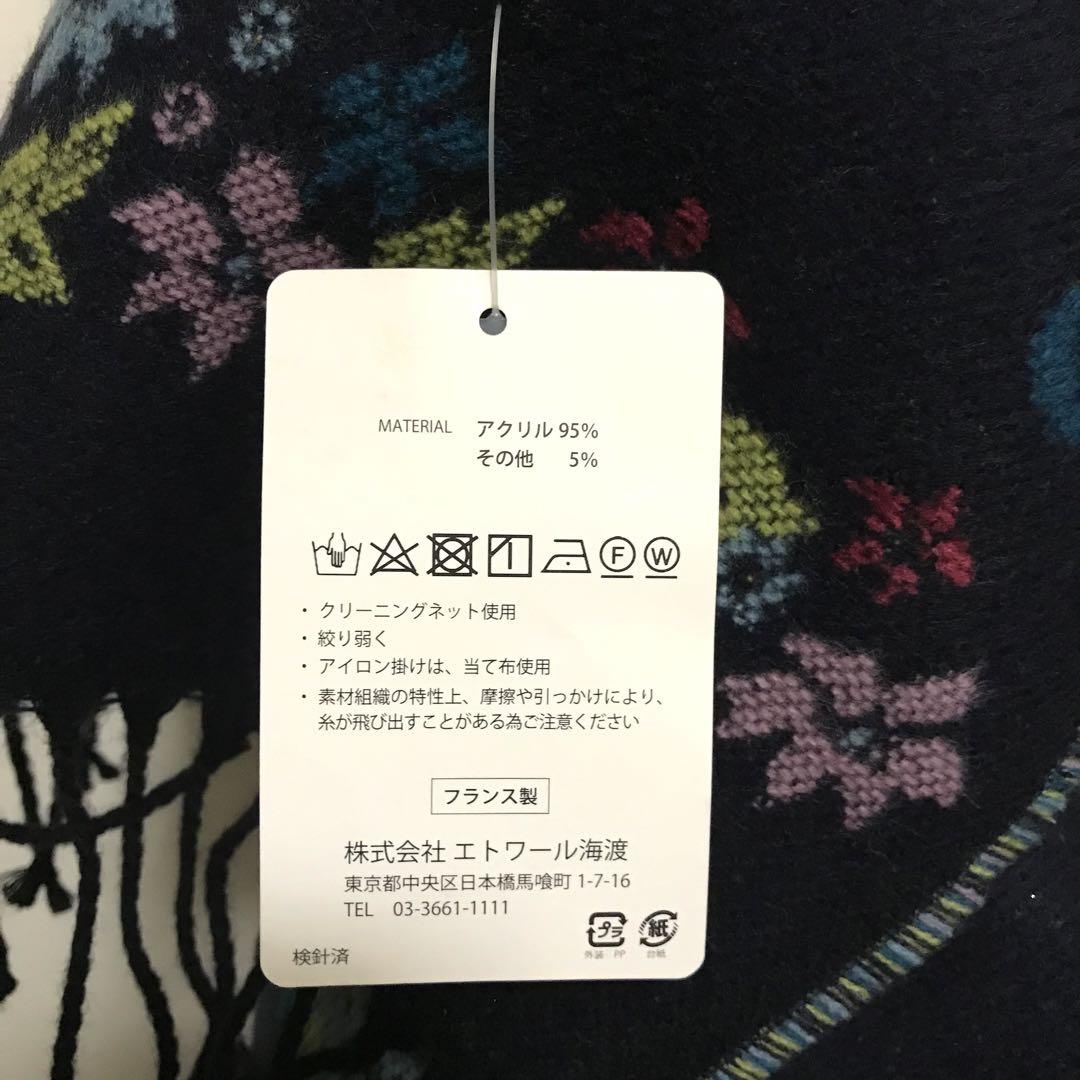 MATERIAL アクリル 95%
その他 5%
F W
・クリーニングネット使用
・絞り弱く
・アイロン掛けは、当て布使用
・素材組織の特性上、摩擦や引っかけにより、
糸が飛び出すことがある為ご注意ください
フランス製
株式会社 エトワール海渡
東京都中央区日本橋馬喰町 1-7-16
TEL 03-3661-1111
プラ 紙
外装 PP 台紙
検針済